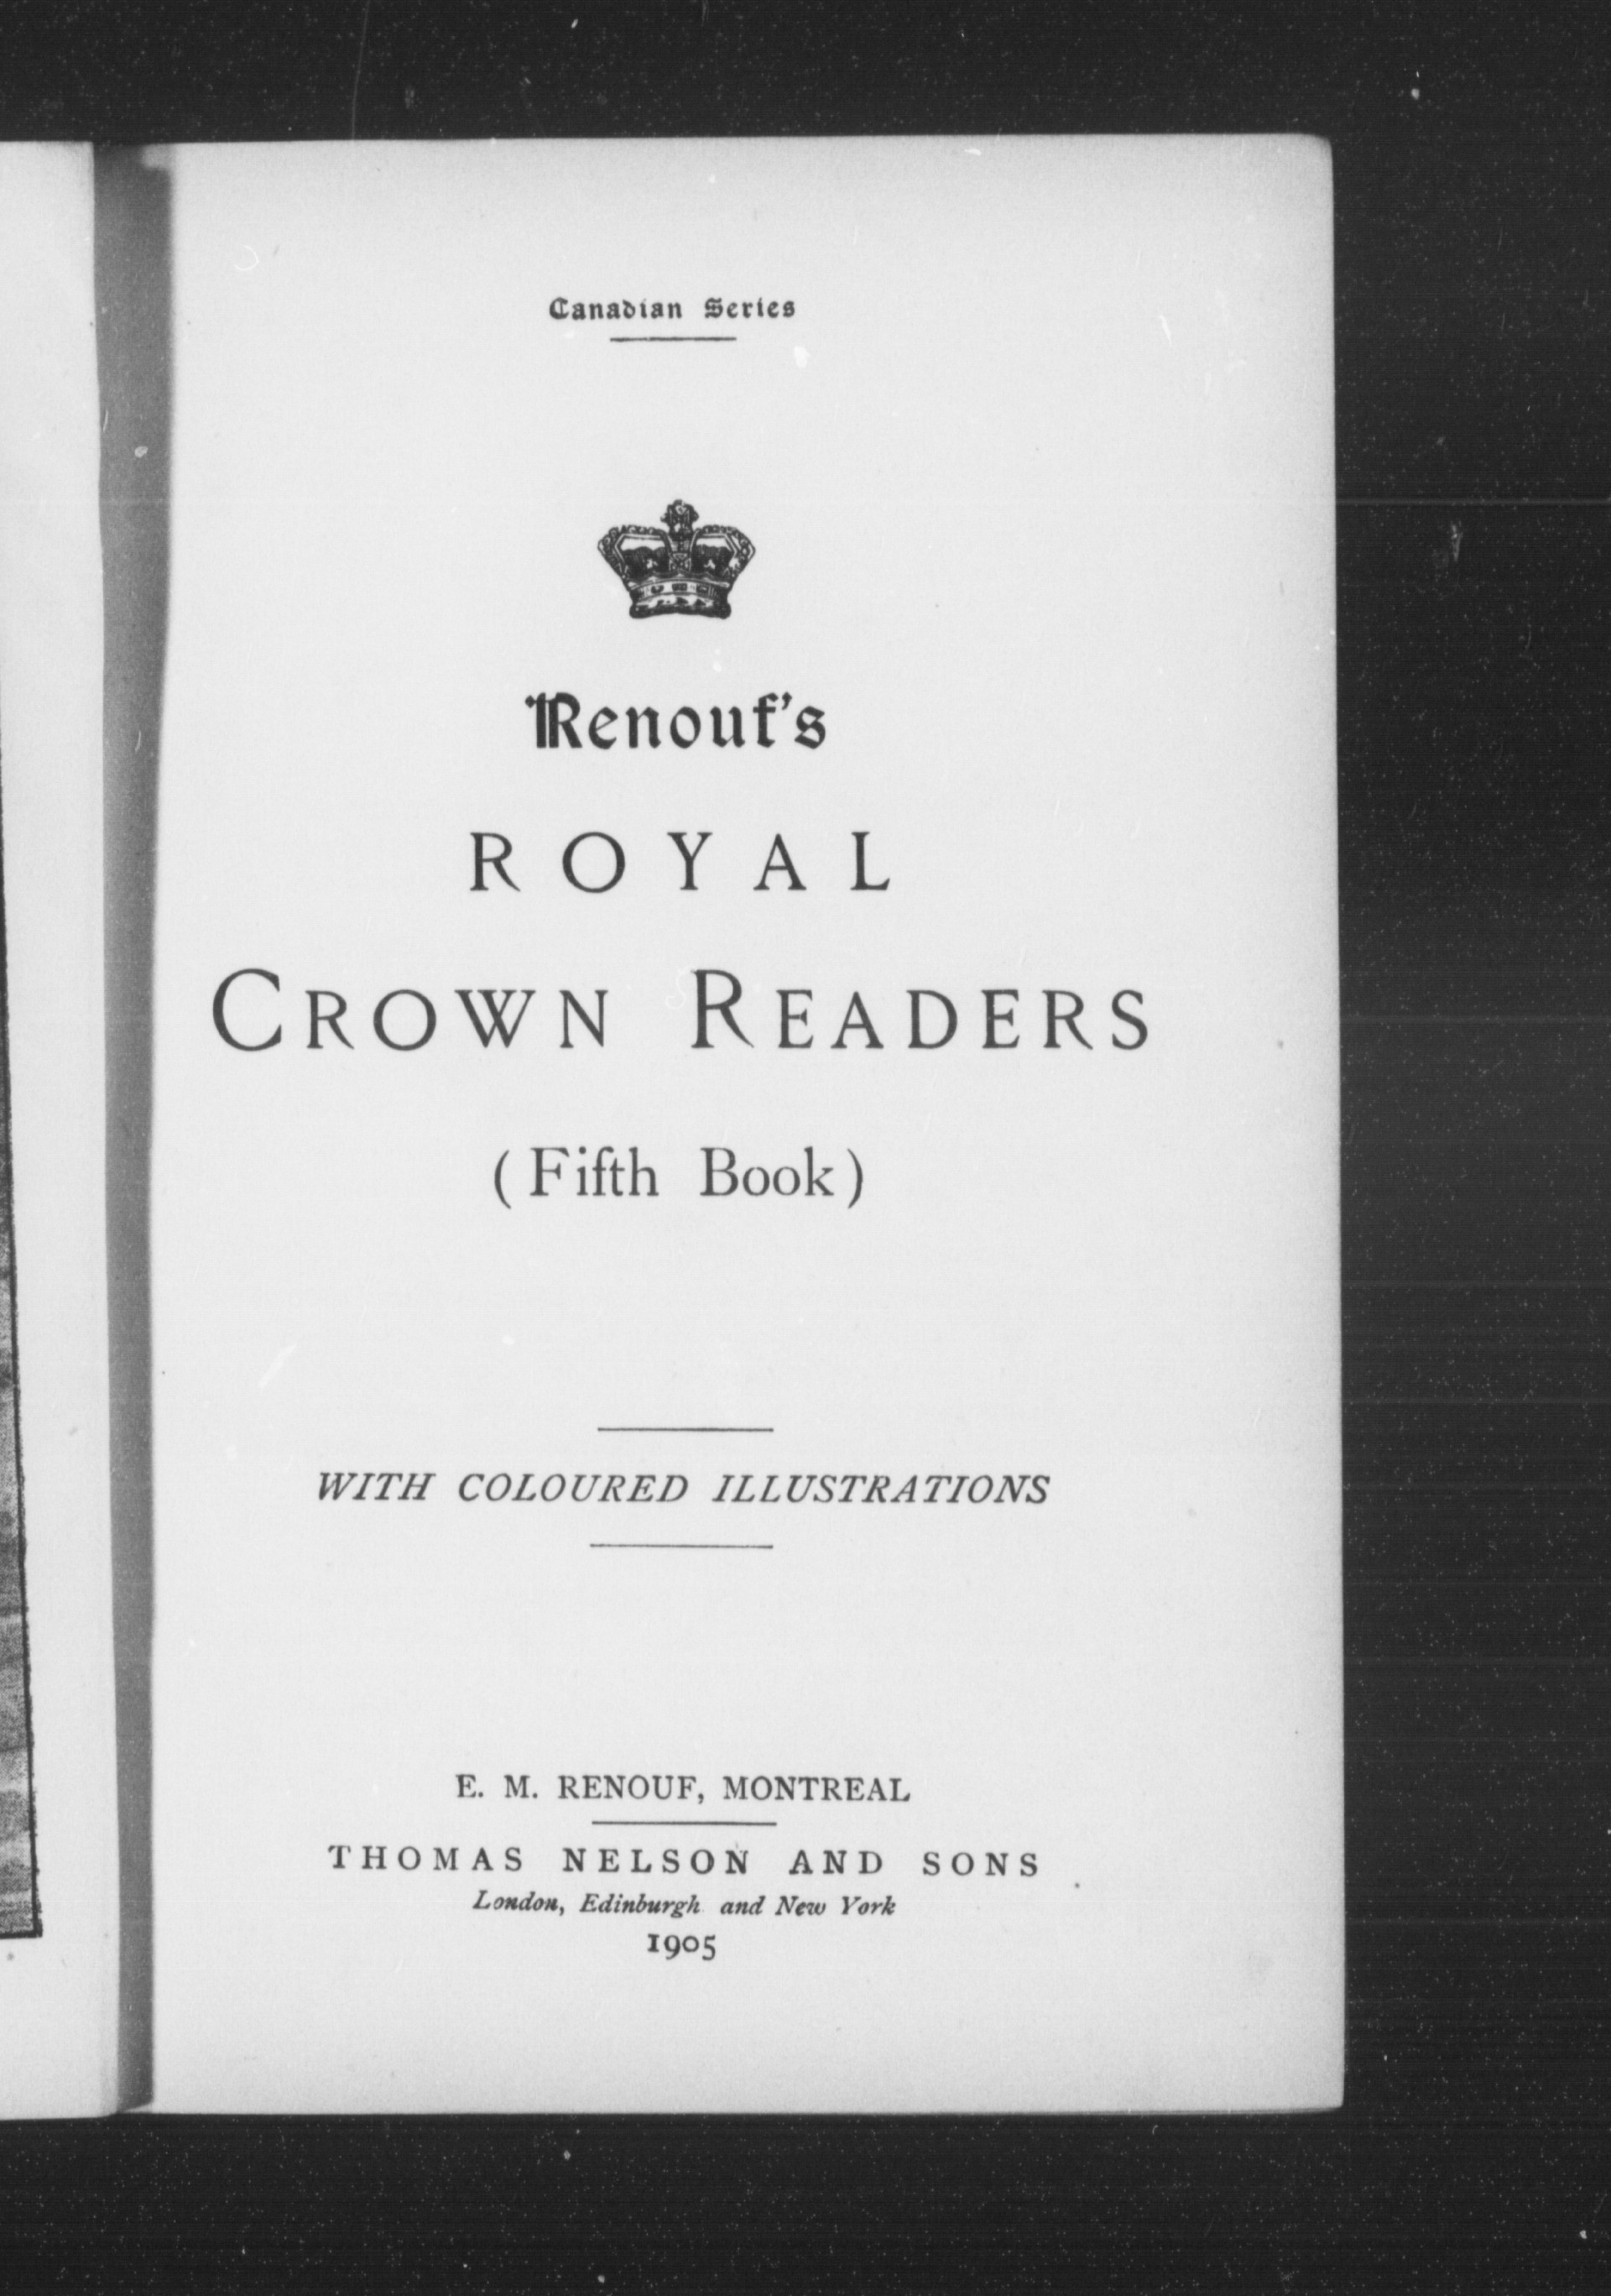 Canadian Series
Renouf's
ROYAL
CROWN READERS
(Fifth Book)
WITH COLOURED ILLUSTRATIONS
E. M. RENOUF, MONTREAL
THOMAS NELSON AND SONS
London, Edinburgh and New York
1905